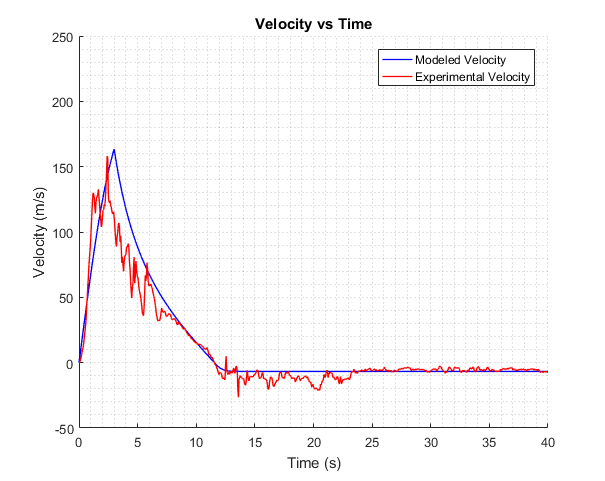 Velocity vs Time
Modeled Velocity
Experimental Velocity
Velocity (m/s)
250
200
150
100
50
0
-50
0 5 10 15 20 25 30 35 40
Time (s)